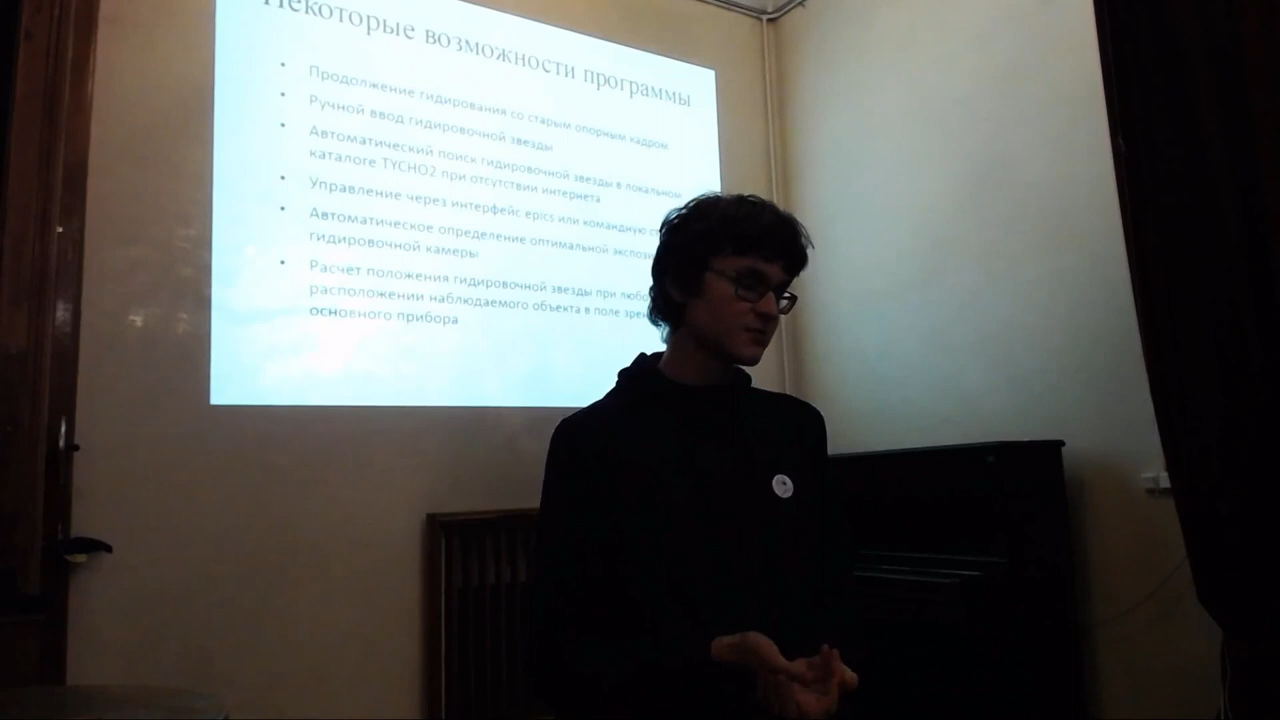 Некоторые возможности программы
• Продолжение гидирования со старым опорным кадром
• Ручной ввод гидировочной звезды
• Автоматический поиск гидировочной звезды в локальном
каталоге TYCHO2 при отсутствии интернета
• Управление через интерфейс epics или командную
• Автоматическое определение оптимальной
гидировочной камеры
• Расчет положения гидировочной звезды при
расположении наблюдаемого объекта в поле
основного прибора